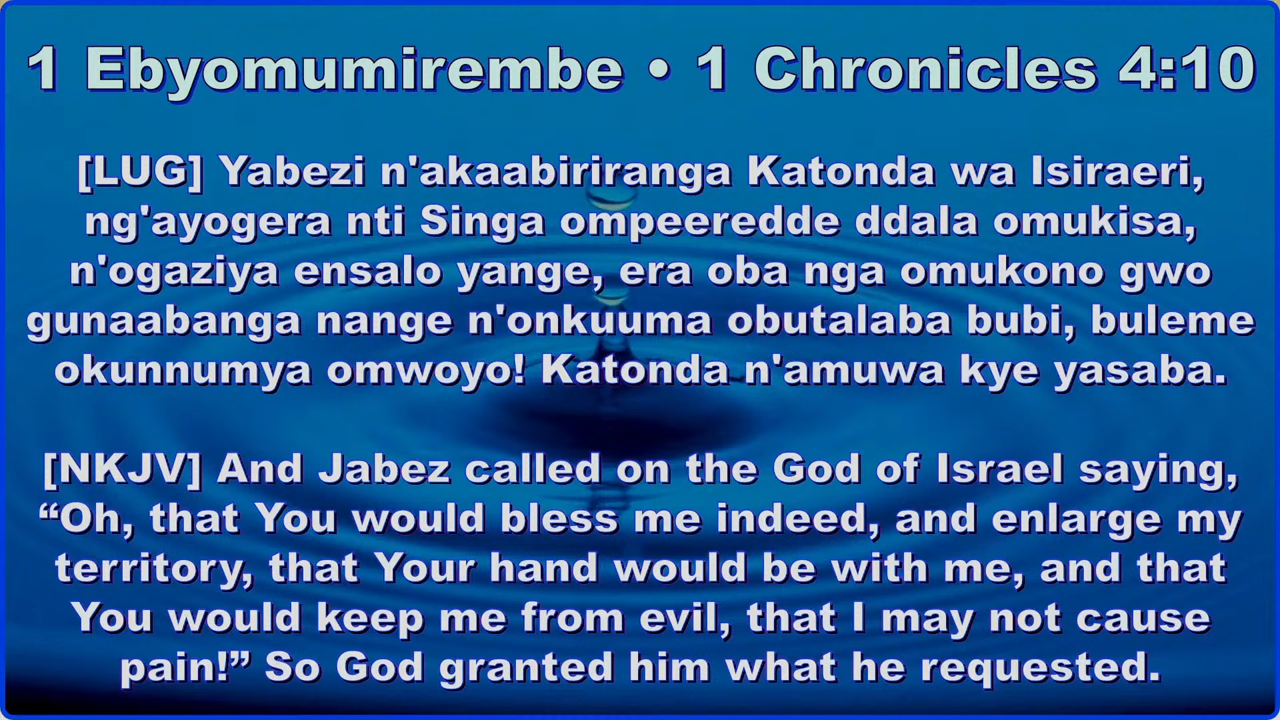 1 Ebyomumirembe • 1 Chronicles 4:10
[LUG] Yabezi n'akaabiriranga Katonda wa Isiraeri,
ng'ayogera nti Singa ompeeredde ddala omukisa,
n'ogaziya ensalo yange, era oba nga omukono gwo
gunaabanga nange n'onkuuma obutalaba bubi, buleme
okunnumya omwoyo! Katonda n'amuwa kye yasaba.
[NKJV] And Jabez called on the God of Israel saying,
“Oh, that You would bless me indeed, and enlarge my
territory, that Your hand would be with me, and that
You would keep me from evil, that I may not cause
pain!” So God granted him what he requested.